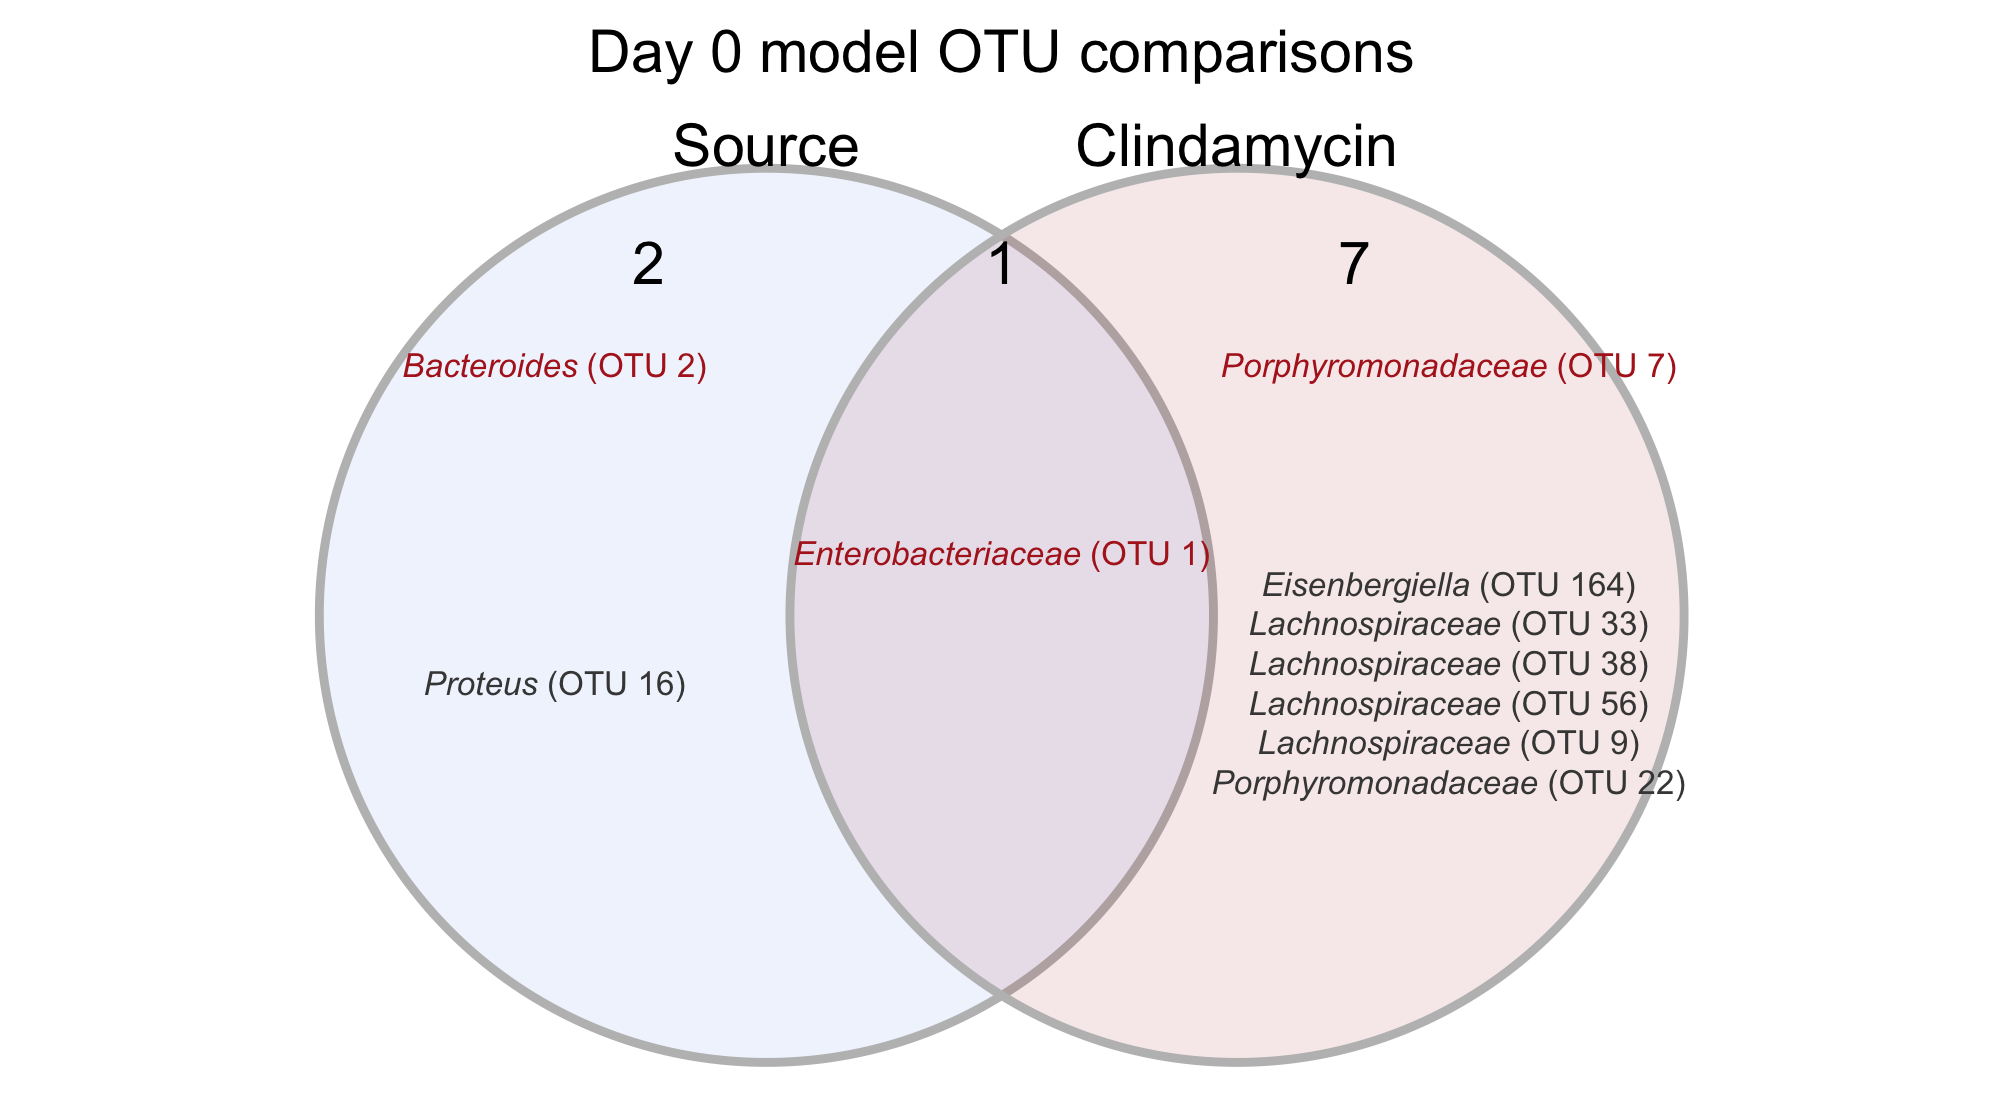 Day 0 model OTU comparisons
Source
Clindamycin
2
1
7
Bacteroides (OTU 2)
Porphyromonadaceae (OTU 7)
Enterobacteriaceae (OTU 1)
Proteus (OTU 16)
Eisenbergiella (OTU 164)
Lachnospiraceae (OTU 33)
Lachnospiraceae (OTU 38)
Lachnospiraceae (OTU 56)
Lachnospiraceae (OTU 9)
Porphyromonadaceae (OTU 22)